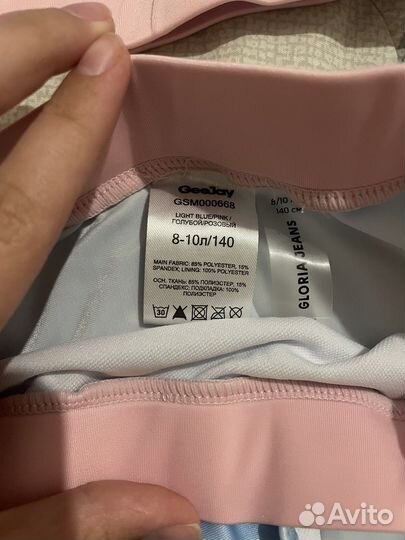 GeeJay
GSM000668
LIGHT BLUE/PINK /
ГОЛУБОЙ/РОЗОВЫЙ
8-10л/140
MAIN FABRIC: 85% POLYESTER, 15%
SPANDEX; LINING: 100% POLYESTER
ОСН. ТКАНЬ: 85% ПОЛИЭСТЕР, 15%
СПАНДЕКС; ПОДКЛАДКА: 100%
ПОЛИЭСТЕР
30
8/10
140 СМ
GLORIA JEANS
Avito